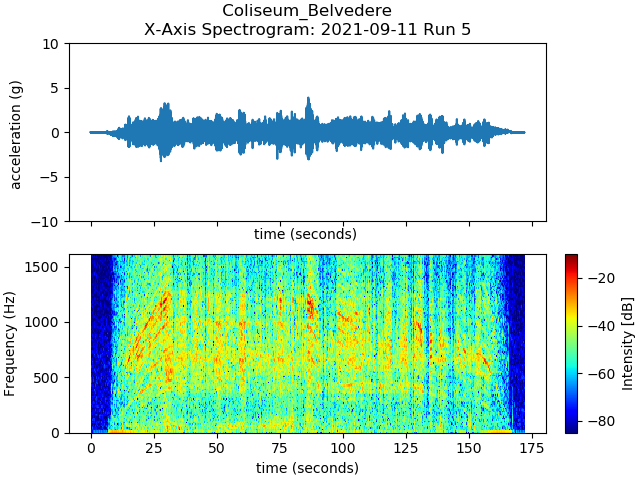 Coliseum_Belvedere
X-Axis Spectrogram: 2021-09-11 Run 5
10
5
0
−5
−10
acceleration (g)
time (seconds)
1500
1000
500
0
Frequency (Hz)
0 25 50 75 100 125 150 175
time (seconds)
−20
−40
−60
−80
Intensity [dB]